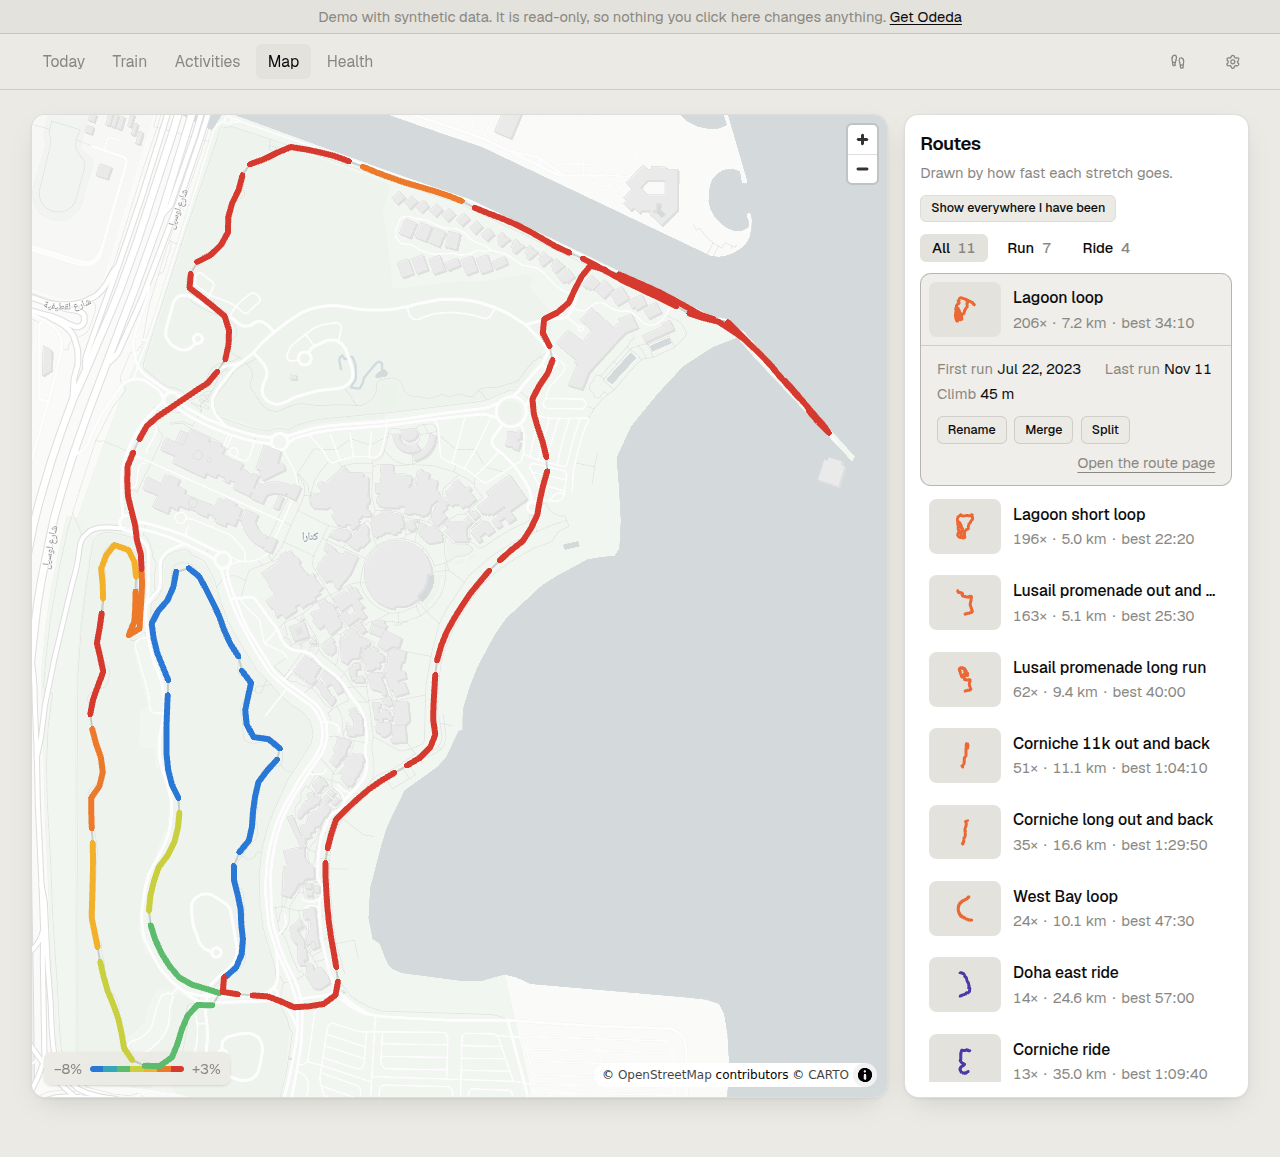 Demo with synthetic data. It is read-only, so nothing you click here changes anything. Get Odeda
Today
Train
Activities
Map
Health
شارع لوسيل
شارع القطيفية
شارع لوسيل
كتارا
+
−
−8%
+3%
© OpenStreetMap contributors © CARTO
Routes
Drawn by how fast each stretch goes.
Show everywhere I have been
All 11
Run 7
Ride 4
Lagoon loop
206× · 7.2 km · best 34:10
First run Jul 22, 2023
Last run Nov 11
Climb 45 m
Rename
Merge
Split
Open the route page
Lagoon short loop
196× · 5.0 km · best 22:20
Lusail promenade out and ...
163× · 5.1 km · best 25:30
Lusail promenade long run
62× · 9.4 km · best 40:00
Corniche 11k out and back
51× · 11.1 km · best 1:04:10
Corniche long out and back
35× · 16.6 km · best 1:29:50
West Bay loop
24× · 10.1 km · best 47:30
Doha east ride
14× · 24.6 km · best 57:00
Corniche ride
13× · 35.0 km · best 1:09:40